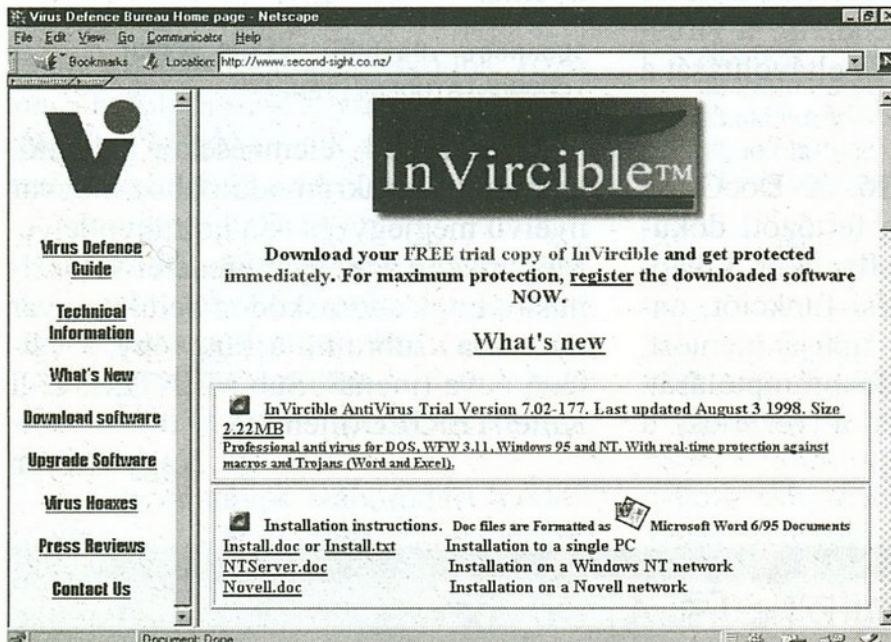 Virus Defence Bureau Home page - Netscape
File Edit View Go Communicator Help
Bookmarks Location: http://www.second-sight.co.nz/
Virus Defence
Guide
Technical
Information
What's New
Download software
Upgrade Software
Virus Hoaxes
Press Reviews
Contact Us
InVircible™
Download your FREE trial copy of InVircible and get protected
immediately. For maximum protection, register the downloaded software
NOW.
What's new
InVircible AntiVirus Trial Version 7.02-177. Last updated August 3 1998. Size
2.22MB
Professional antivirus for DOS, WFW 3.11, Windows 95 and NT. With real-time protection against
macros and Trojans (Word and Excel).
Installation instructions. Doc files are Formatted as Microsoft Word 6/95 Documents
Install.doc or Install.txt Installation to a single PC
NTServer.doc Installation on a Windows NT network
Novell.doc Installation on a Novell network
Document: Done